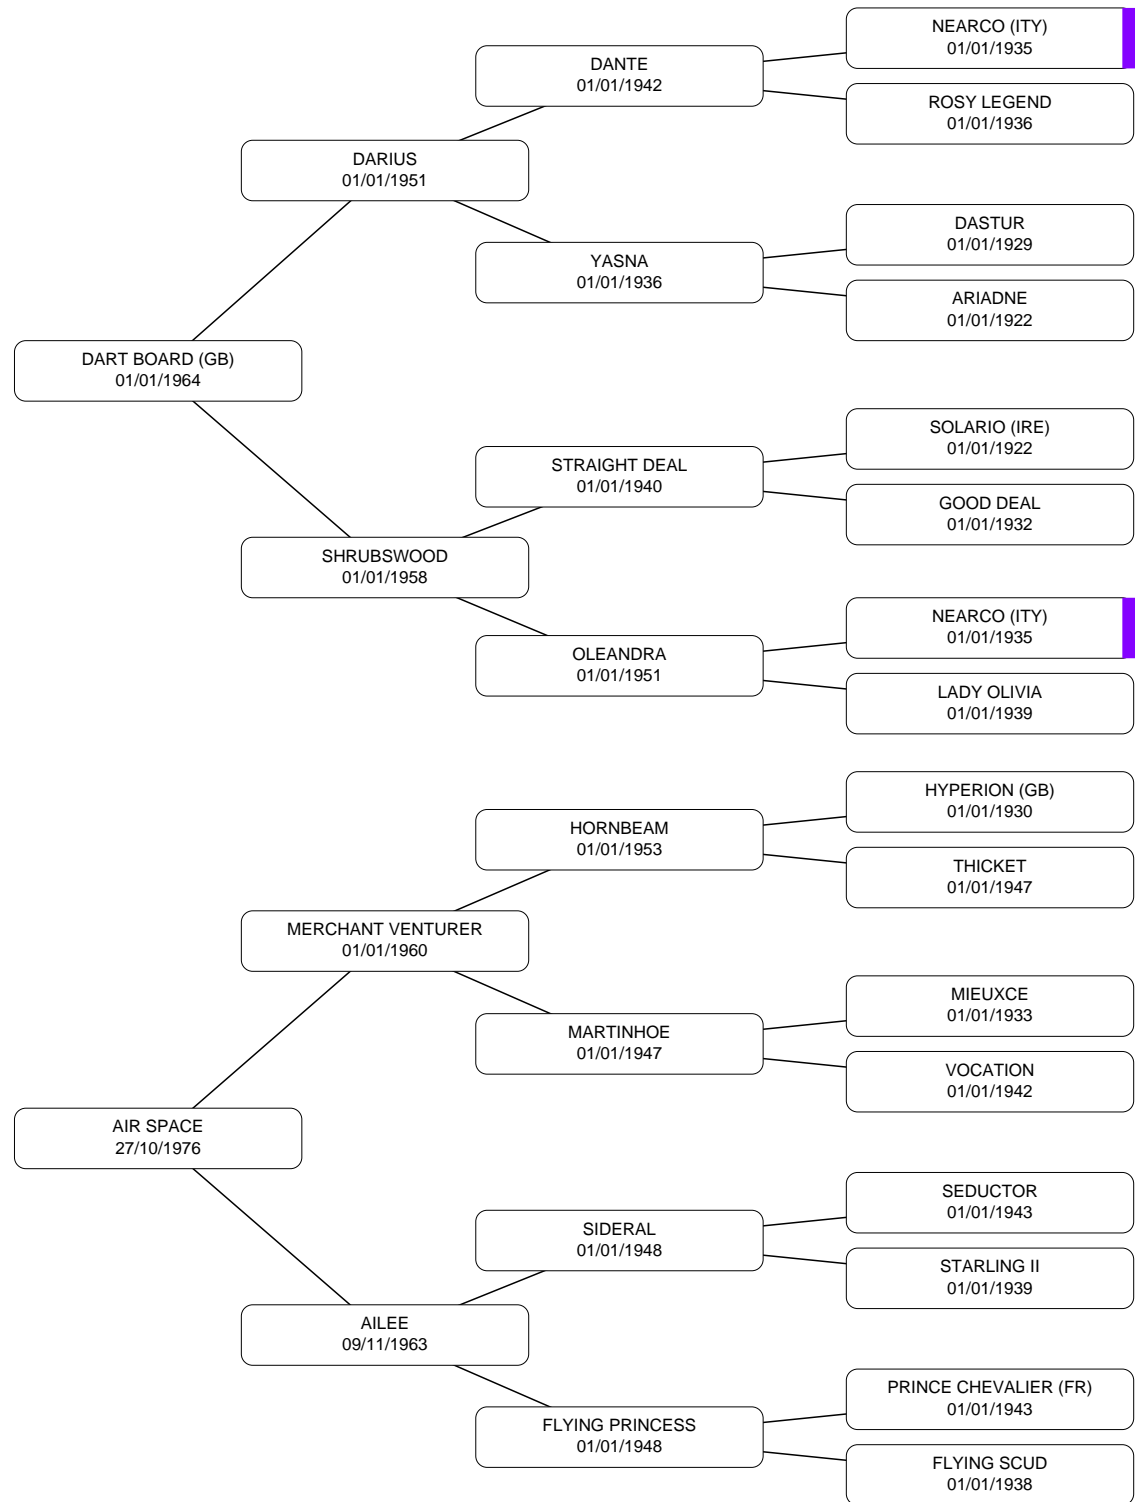 NEARCO (ITY)
01/01/1935
DANTE
01/01/1942
ROSY LEGEND
01/01/1936
DARIUS
01/01/1951
DASTUR
01/01/1929
YASNA
01/01/1936
ARIADNE
01/01/1922
DART BOARD (GB)
01/01/1964
SOLARIO (IRE)
01/01/1922
STRAIGHT DEAL
01/01/1940
GOOD DEAL
01/01/1932
SHRUBSWOOD
01/01/1958
NEARCO (ITY)
01/01/1935
OLEANDRA
01/01/1951
LADY OLIVIA
01/01/1939
HYPERION (GB)
01/01/1930
HORNBEAM
01/01/1953
THICKET
01/01/1947
MERCHANT VENTURER
01/01/1960
MIEUXCE
01/01/1933
MARTINHOE
01/01/1947
VOCATION
01/01/1942
AIR SPACE
27/10/1976
SEDUCTOR
01/01/1943
SIDERAL
01/01/1948
STARLING II
01/01/1939
AILEE
09/11/1963
PRINCE CHEVALIER (FR)
01/01/1943
FLYING PRINCESS
01/01/1948
FLYING SCUD
01/01/1938